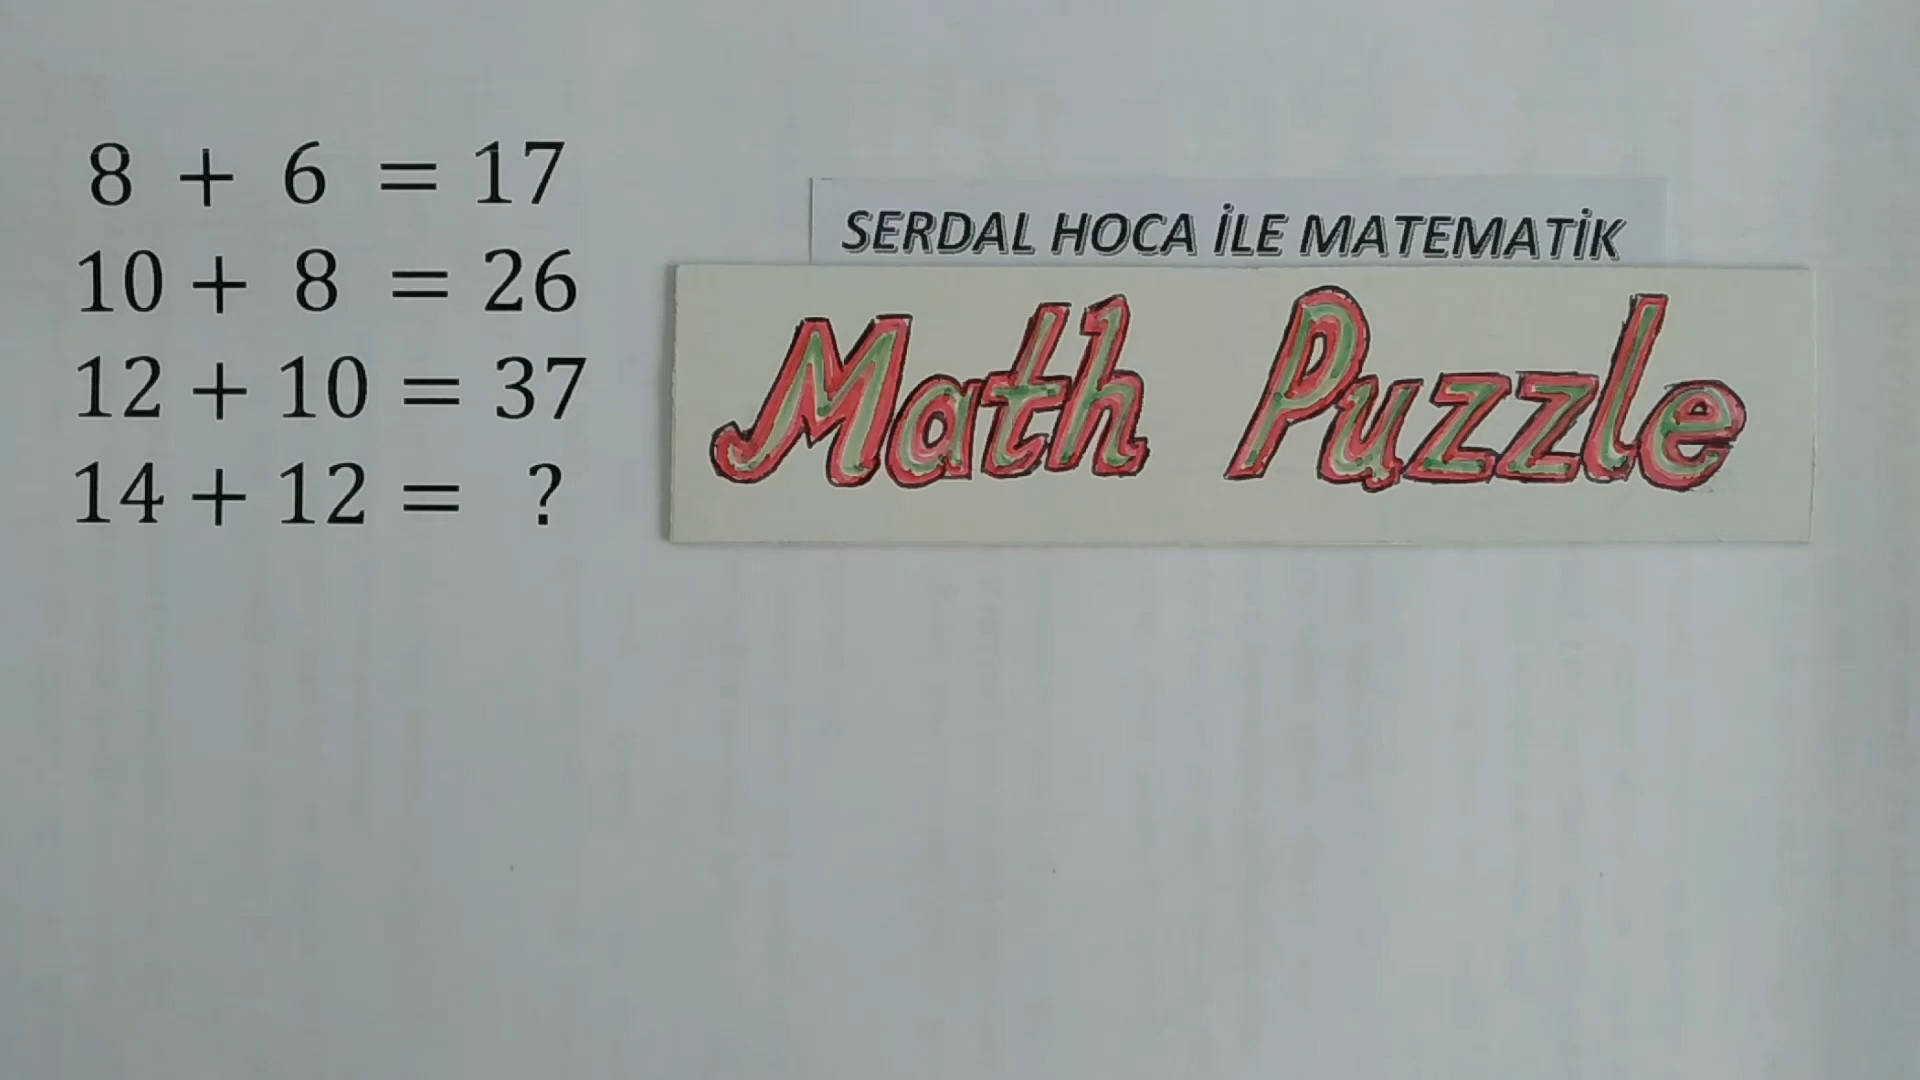 8 + 6 = 17
10 + 8 = 26
12 + 10 = 37
14 + 12 = ?
SERDAL HOCA İLE MATEMATİK
Math Puzzle